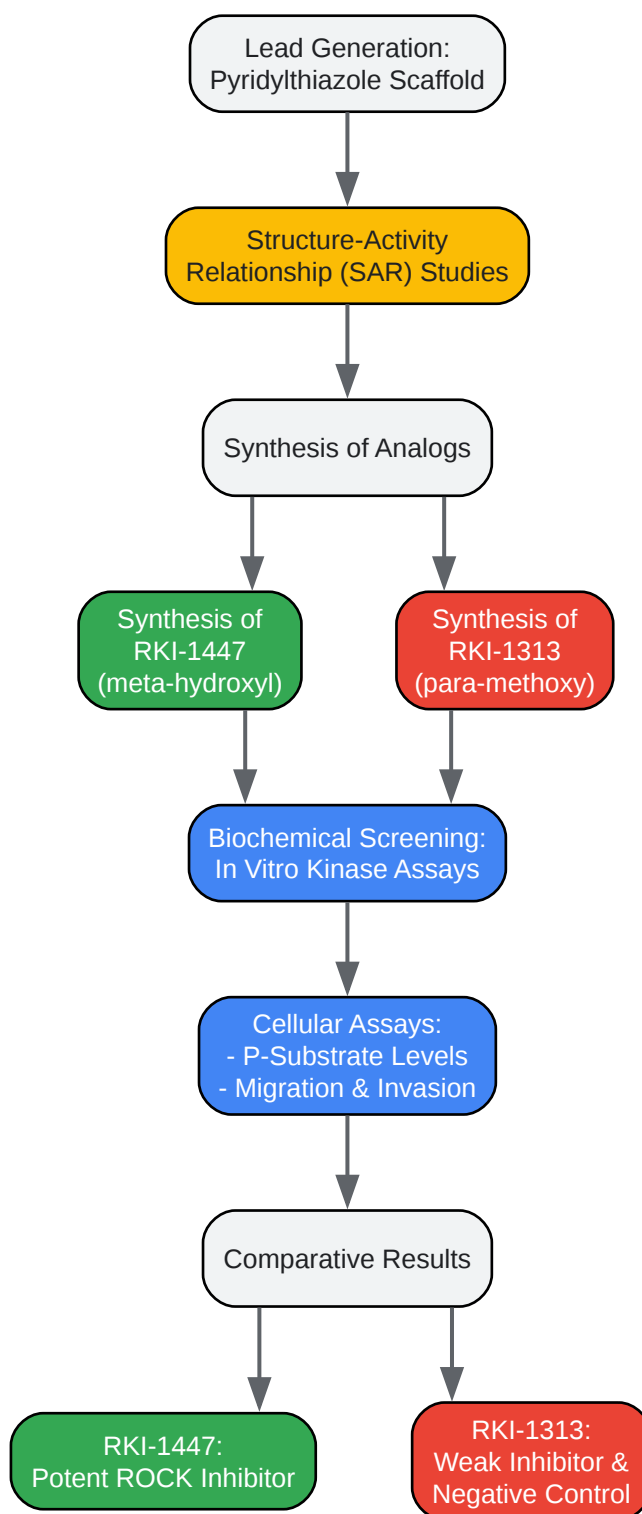 Lead Generation:
Pyridylthiazole Scaffold
Structure-Activity
Relationship (SAR) Studies
Synthesis of Analogs
Synthesis of
RKI-1447
(meta-hydroxyl)
Synthesis of
RKI-1313
(para-methoxy)
Biochemical Screening:
In Vitro Kinase Assays
Cellular Assays:
- P-Substrate Levels
- Migration & Invasion
Comparative Results
RKI-1447:
Potent ROCK Inhibitor
RKI-1313:
Weak Inhibitor &
Negative Control